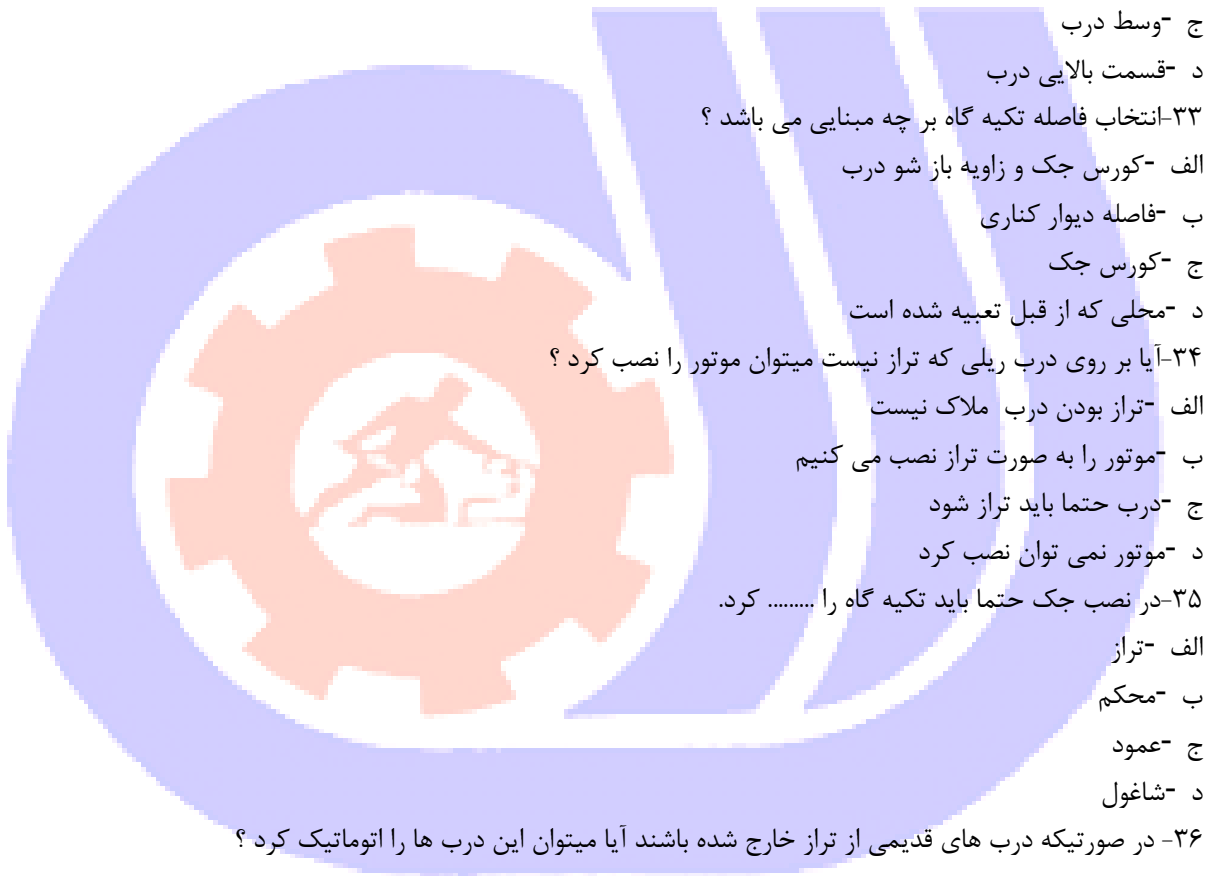 ج -وسط درب
د -قسمت بالایی درب
۳۳-انتخاب فاصله تکیه گاه بر چه مبنایی می باشد ؟
الف -کورس جک و زاویه باز شو درب
ب -فاصله دیوار کناری
ج -کورس جک
د -محلی که از قبل تعبیه شده است
۳۴-آیا بر روی درب ریلی که تراز نیست میتوان موتور را نصب کرد ؟
الف -تراز بودن درب ملاک نیست
ب -موتور را به صورت تراز نصب می کنیم
ج -درب حتما باید تراز شود
د -موتور نمی توان نصب کرد
۳۵-در نصب جک حتما باید تکیه گاه را ......... کرد.
الف -تراز
ب -محکم
ج -عمود
د -شاغول
۳۶- در صورتیکه درب های قدیمی از تراز خارج شده باشند آیا میتوان این درب ها را اتوماتیک کرد ؟